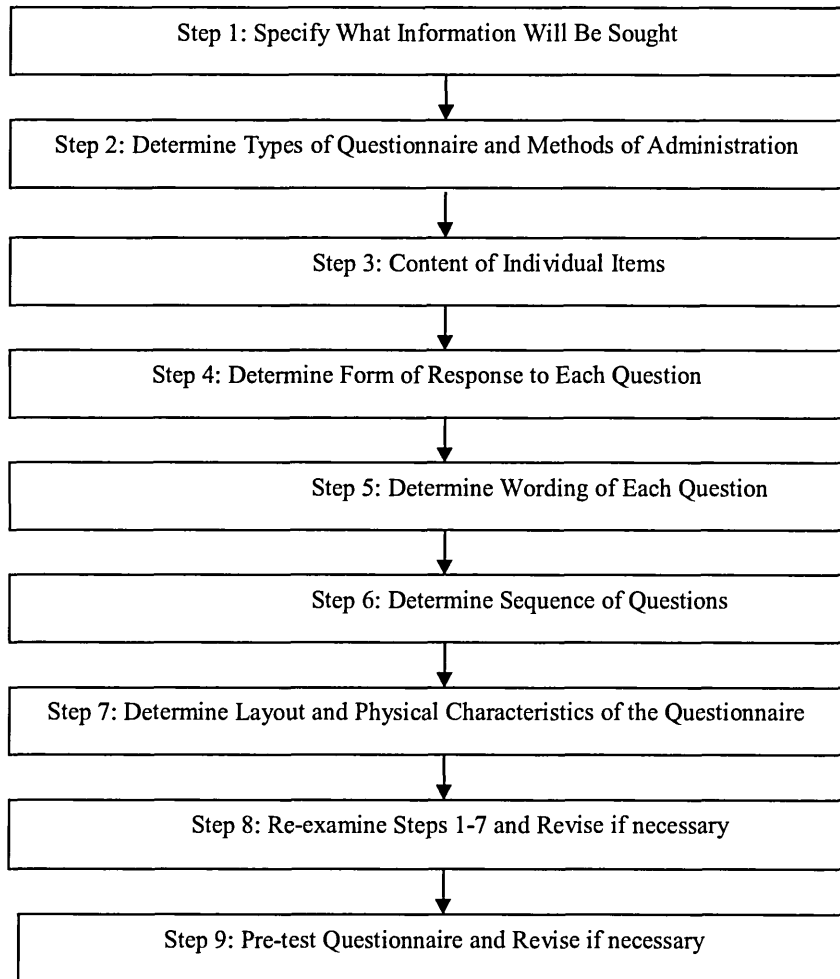 Step 1: Specify What Information Will Be Sought
Step 2: Determine Types of Questionnaire and Methods of Administration
Step 3: Content of Individual Items
Step 4: Determine Form of Response to Each Question
Step 5: Determine Wording of Each Question
Step 6: Determine Sequence of Questions
Step 7: Determine Layout and Physical Characteristics of the Questionnaire
Step 8: Re-examine Steps 1-7 and Revise if necessary
Step 9: Pre-test Questionnaire and Revise if necessary